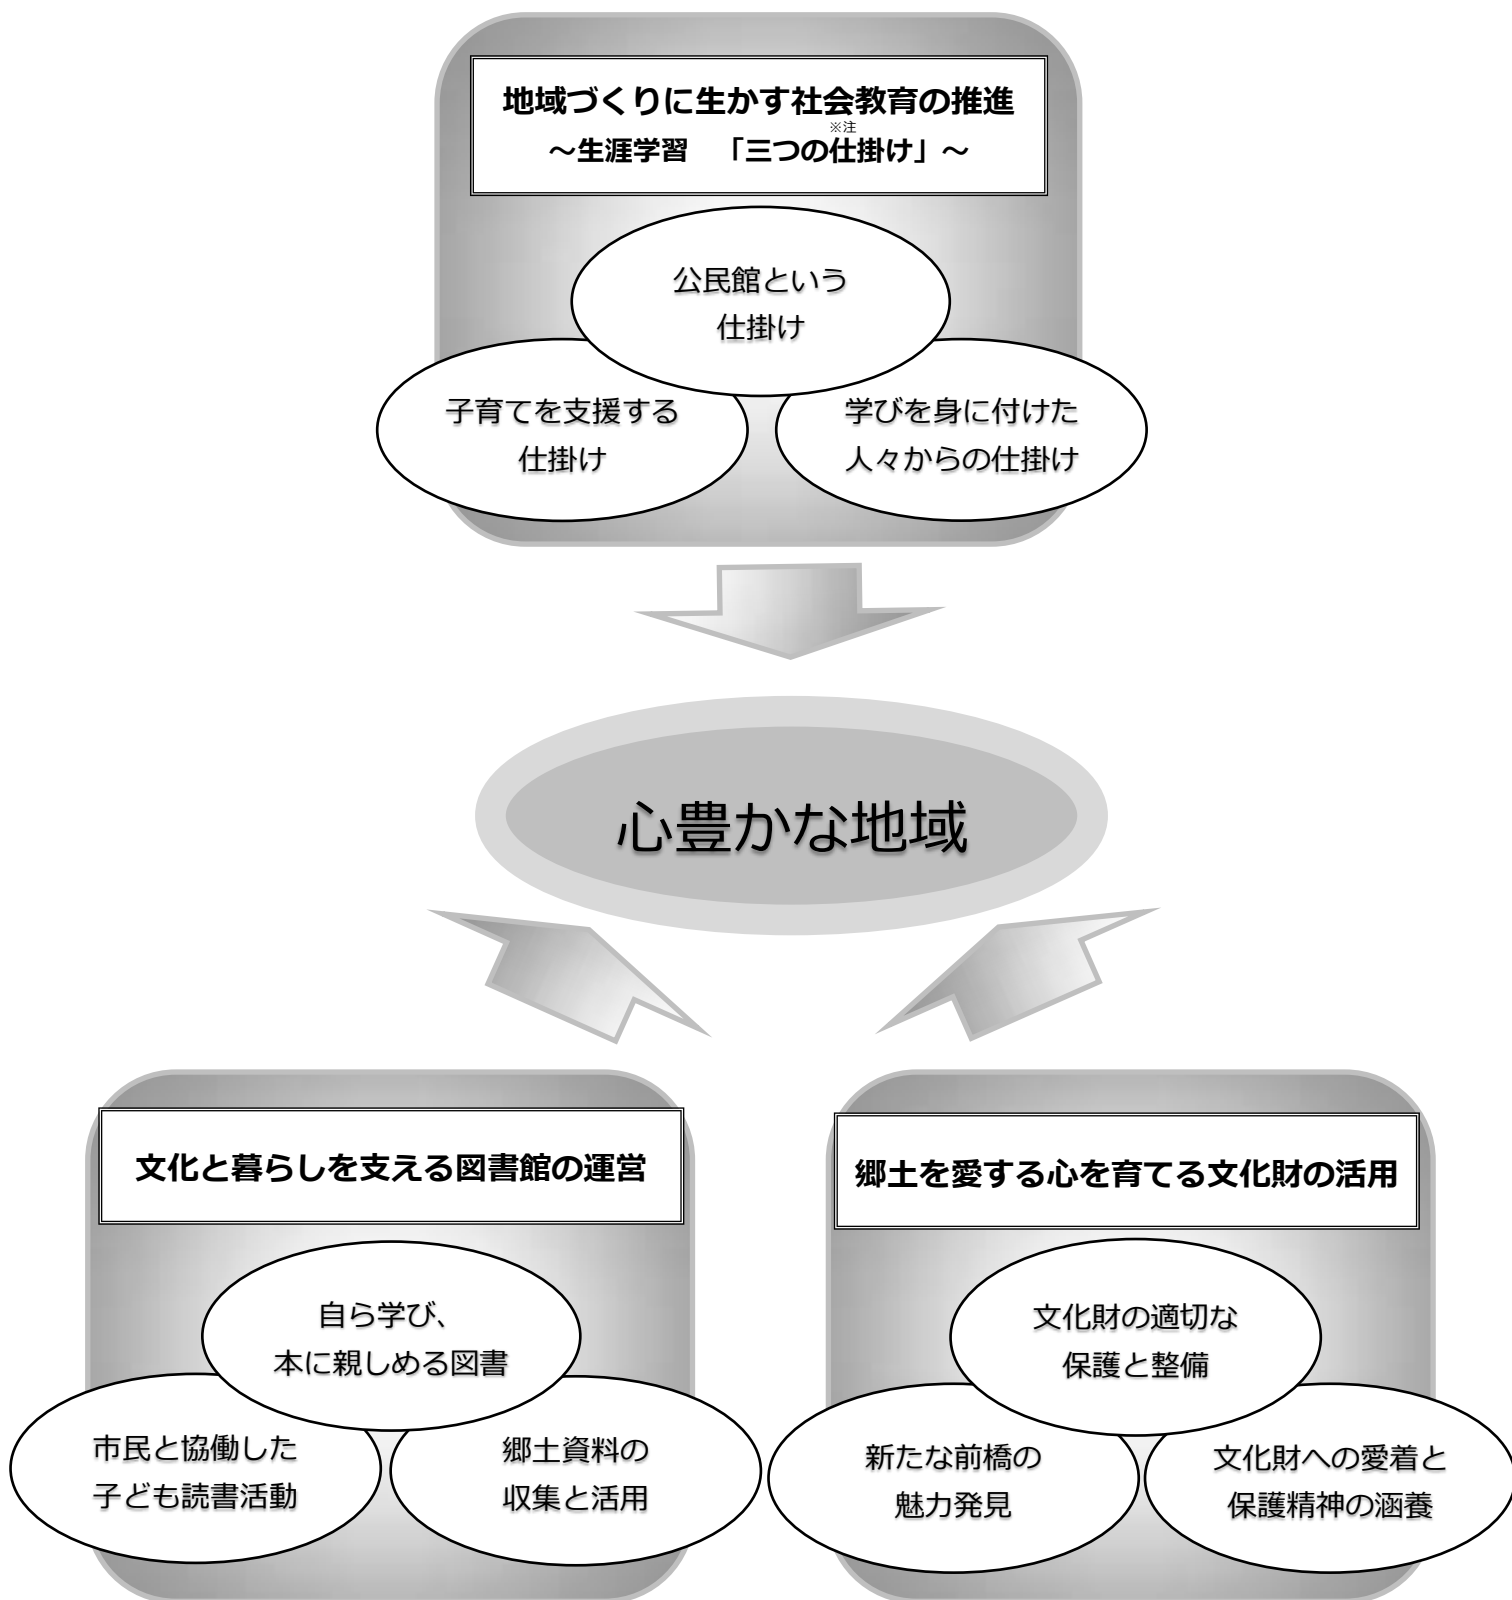 地域づくりに生かす社会教育の推進
※注
～生涯学習　「三つの仕掛け」～
公民館という
仕掛け
子育てを支援する
仕掛け
学びを身に付けた
人々からの仕掛け
心豊かな地域
文化と暮らしを支える図書館の運営
自ら学び、
本に親しめる図書
市民と協働した
子ども読書活動
郷土資料の
収集と活用
郷土を愛する心を育てる文化財の活用
文化財の適切な
保護と整備
新たな前橋の
魅力発見
文化財への愛着と
保護精神の涵養